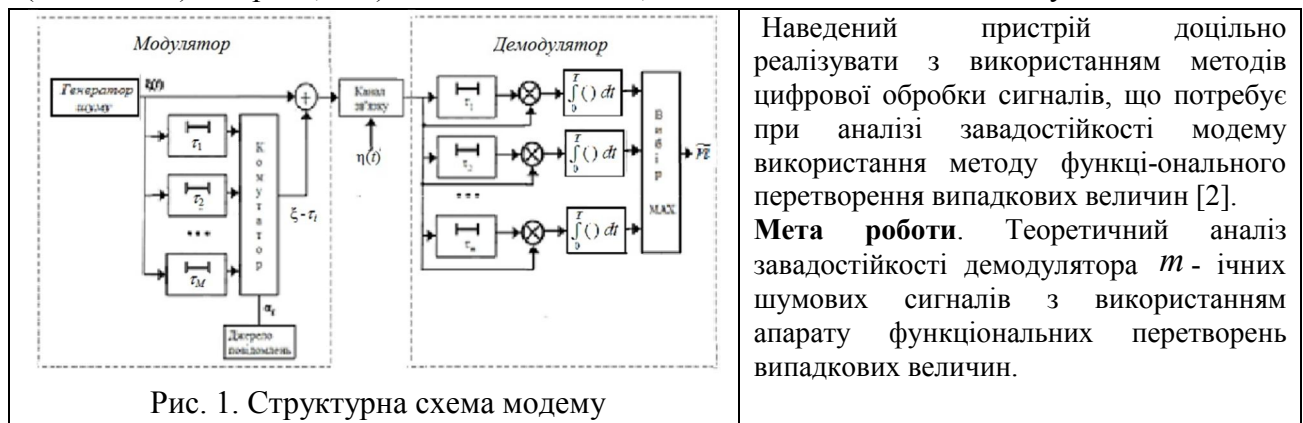 Модулятор
Генератор шуму
ξ(t)
τ1
τ2
•••
τM
Комутатор
ξ - τi
αi
Джерело повідомлень
+
Канал зв'язку
η(t)
Демодулятор
τ1
∫0T () dt
τ2
∫0T () dt
•••
τm
∫0T () dt
Вибір
MAX
Рис. 1. Структурна схема модему
Наведений пристрій доцільно
реалізувати з використанням методів
цифрової обробки сигналів, що потребує
при аналізі завадостійкості модему
використання методу функці-онального
перетворення випадкових величин [2].
Мета роботи. Теоретичний аналіз
завадостійкості демодулятора m - ічних
шумових сигналів з використанням
апарату функціональних перетворень
випадкових величин.